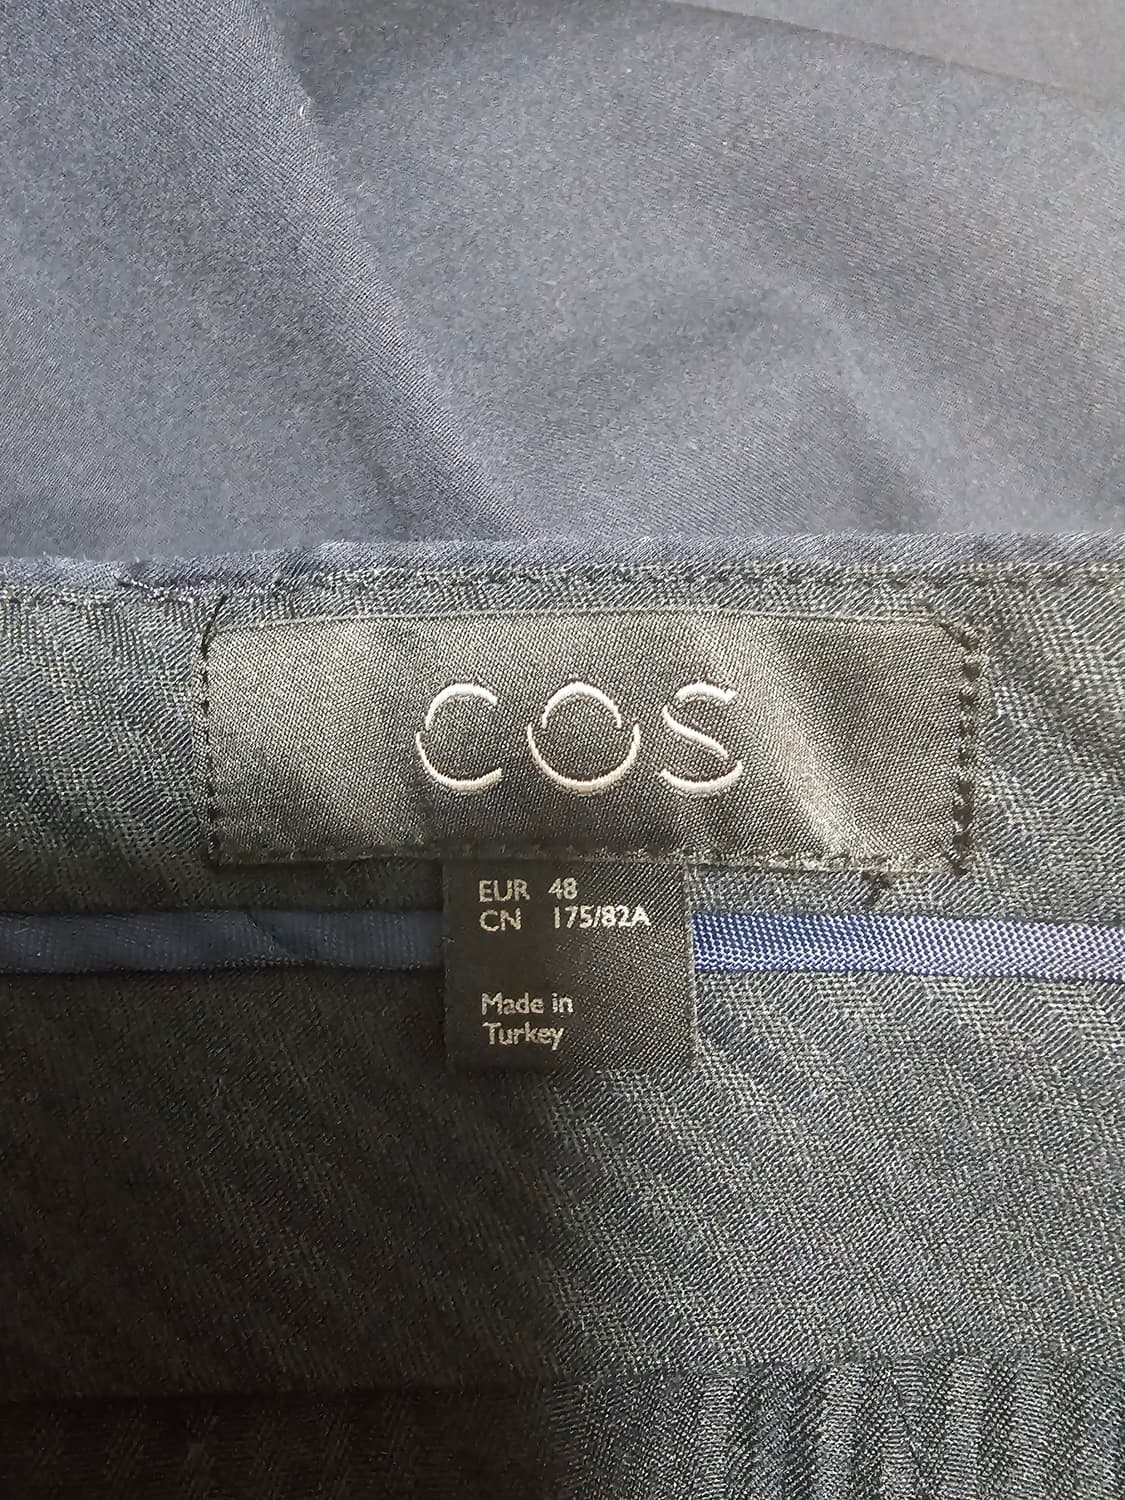 COS
EUR 48
CN 175/82A
Made in
Turkey